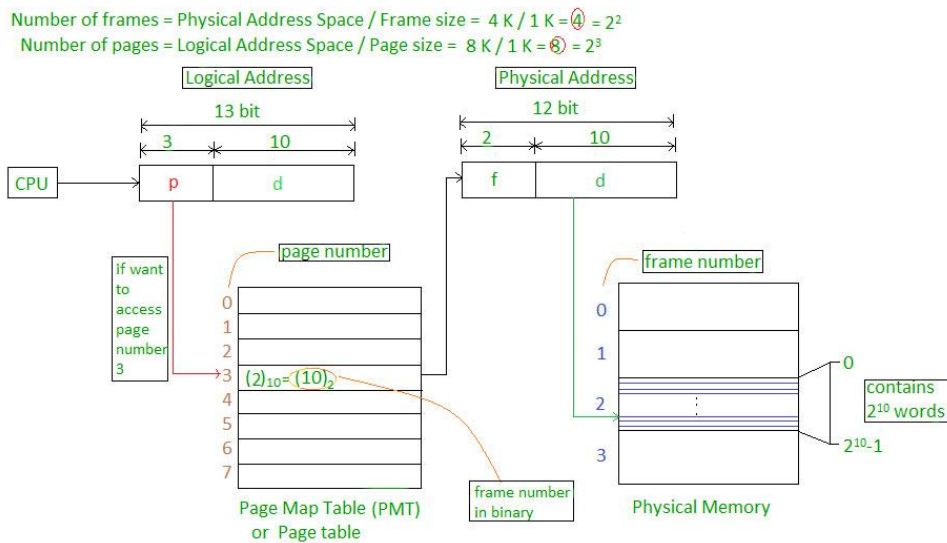 Number of frames = Physical Address Space / Frame size = 4 K / 1 K = 4 = 2²
Number of pages = Logical Address Space / Page size = 8 K / 1 K = 8 = 2³
Logical Address
Physical Address
13 bit
12 bit
3
10
2
10
CPU
p
d
f
d
if want
to
access
page
number
3
page number
0
1
2
3
4
5
6
7
(2)₁₀= (10)₂
frame number
in binary
Page Map Table (PMT)
or Page table
frame number
0
1
2
3
0
contains
2¹⁰ words
2¹⁰-1
Physical Memory